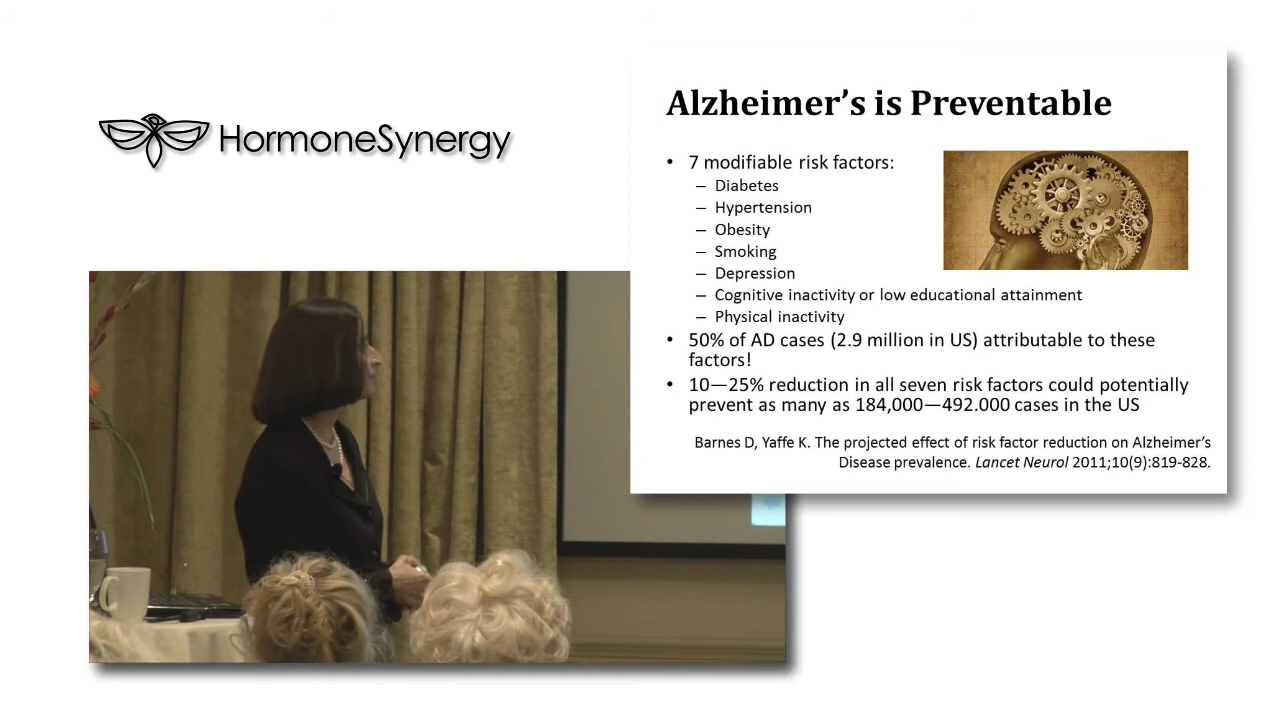 HormoneSynergy
Alzheimer's is Preventable
• 7 modifiable risk factors:
– Diabetes
– Hypertension
– Obesity
– Smoking
– Depression
– Cognitive inactivity or low educational attainment
– Physical inactivity
• 50% of AD cases (2.9 million in US) attributable to these
factors!
• 10—25% reduction in all seven risk factors could potentially
prevent as many as 184,000—492.000 cases in the US
Barnes D, Yaffe K. The projected effect of risk factor reduction on Alzheimer's
Disease prevalence. Lancet Neurol 2011;10(9):819-828.